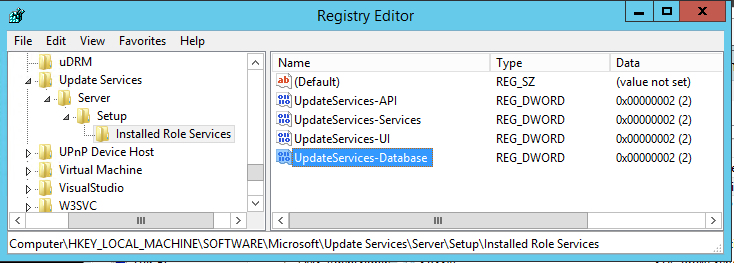 Registry Editor
File Edit View Favorites Help
uDRM
Update Services
Server
Setup
Installed Role Services
UPnP Device Host
Virtual Machine
VisualStudio
W3SVC
Name Type Data
ab (Default) REG_SZ (value not set)
UpdateServices-API REG_DWORD 0x00000002 (2)
UpdateServices-Services REG_DWORD 0x00000002 (2)
UpdateServices-UI REG_DWORD 0x00000002 (2)
UpdateServices-Database REG_DWORD 0x00000002 (2)
Computer\HKEY_LOCAL_MACHINE\SOFTWARE\Microsoft\Update Services\Server\Setup\Installed Role Services